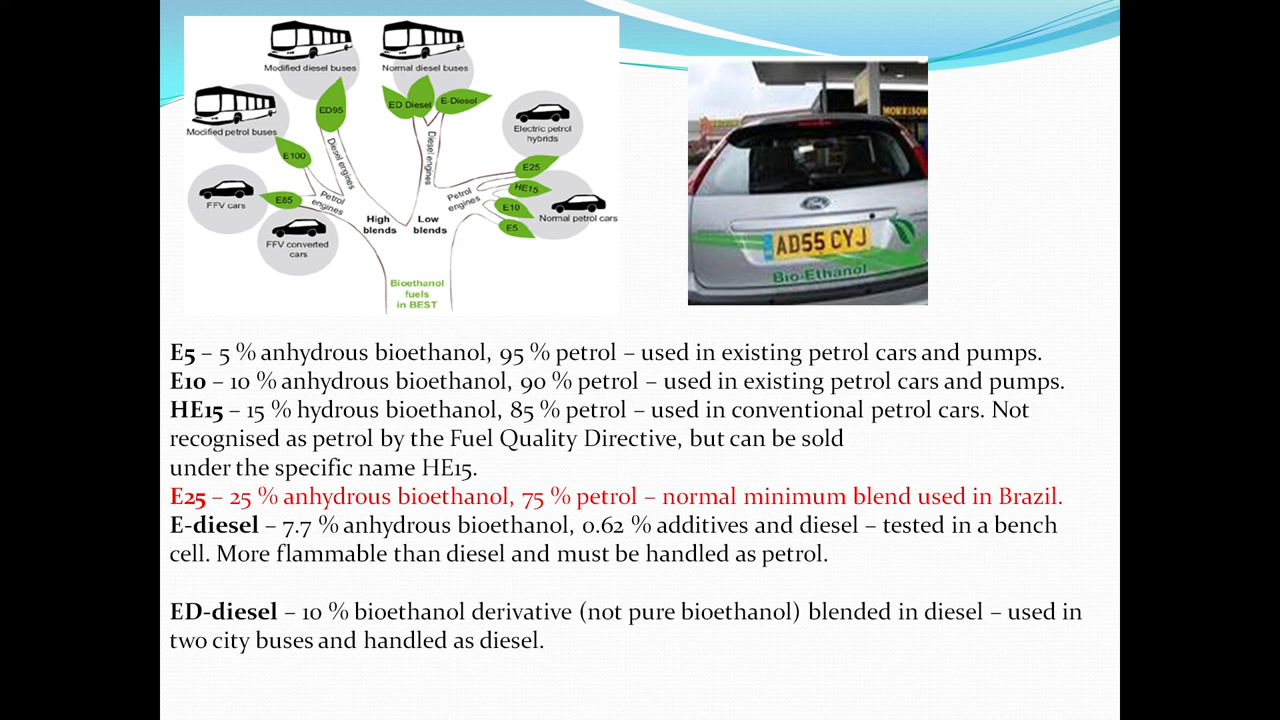 Modified diesel buses
Normal diesel buses
ED95
ED Diesel
E-Diesel
Modified petrol buses
Electric petrol
hybrids
E100
Diesel engines
Diesel engines
E25
FFV cars
E85
Petrol
engines
Petrol
engines
HE15
E10
E5
Normal petrol cars
High
blends
Low
blends
FFV converted
cars
Bioethanol
fuels
in BEST
MORRISON
AD55 CYJ
Bio-Ethanol
E5 – 5 % anhydrous bioethanol, 95 % petrol – used in existing petrol cars and pumps.
E10 – 10 % anhydrous bioethanol, 90 % petrol – used in existing petrol cars and pumps.
HE15 – 15 % hydrous bioethanol, 85 % petrol – used in conventional petrol cars. Not
recognised as petrol by the Fuel Quality Directive, but can be sold
under the specific name HE15.
E25 – 25 % anhydrous bioethanol, 75 % petrol – normal minimum blend used in Brazil.
E-diesel – 7.7 % anhydrous bioethanol, 0.62 % additives and diesel – tested in a bench
cell. More flammable than diesel and must be handled as petrol.
ED-diesel – 10 % bioethanol derivative (not pure bioethanol) blended in diesel – used in
two city buses and handled as diesel.